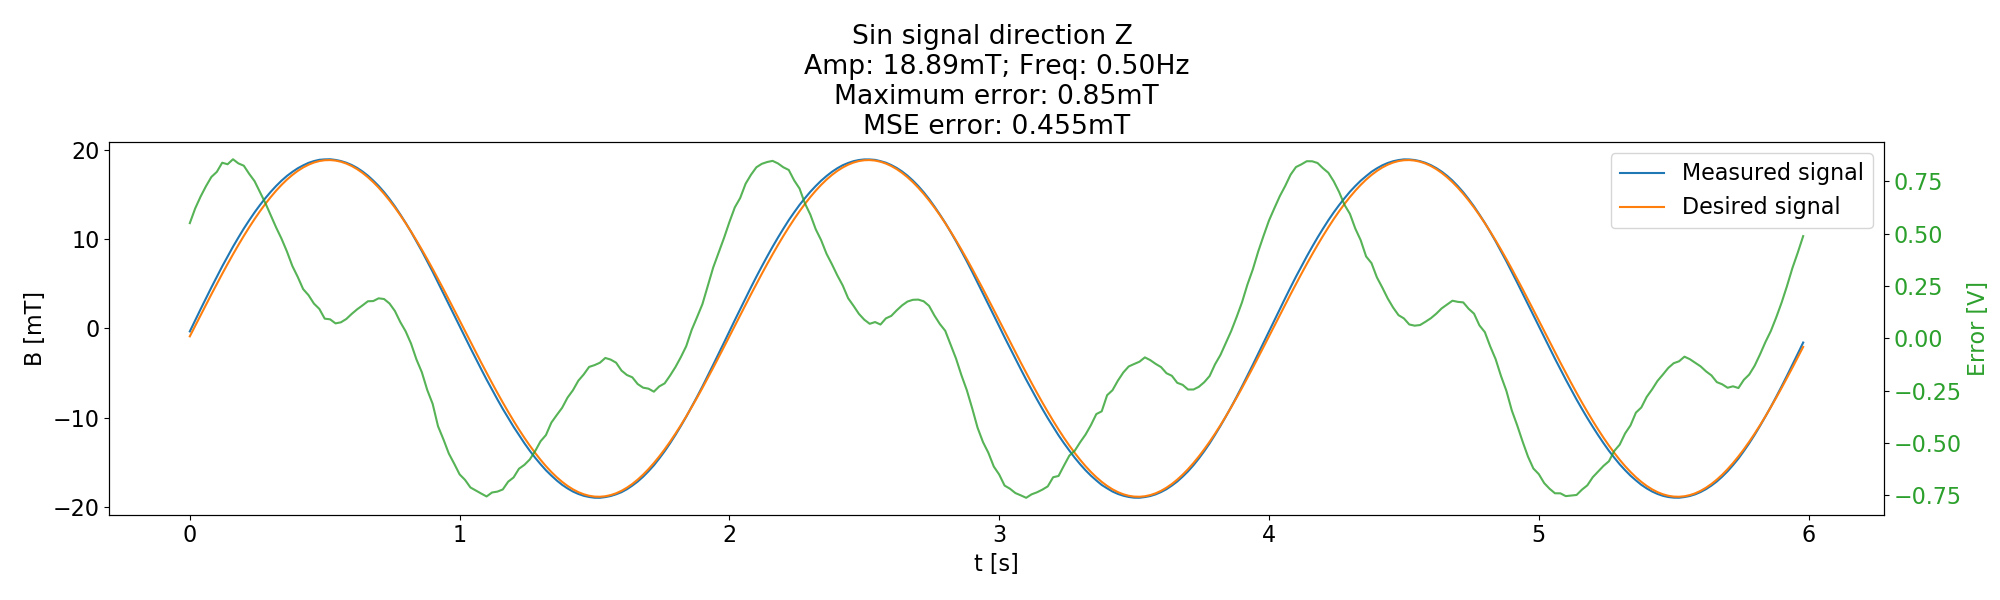 Sin signal direction Z
Amp: 18.89mT; Freq: 0.50Hz
Maximum error: 0.85mT
MSE error: 0.455mT
20
10
0
−10
−20
B [mT]
Measured signal
Desired signal
0.75
0.50
0.25
0.00
−0.25
−0.50
−0.75
Error [V]
0 1 2 3 4 5 6
t [s]